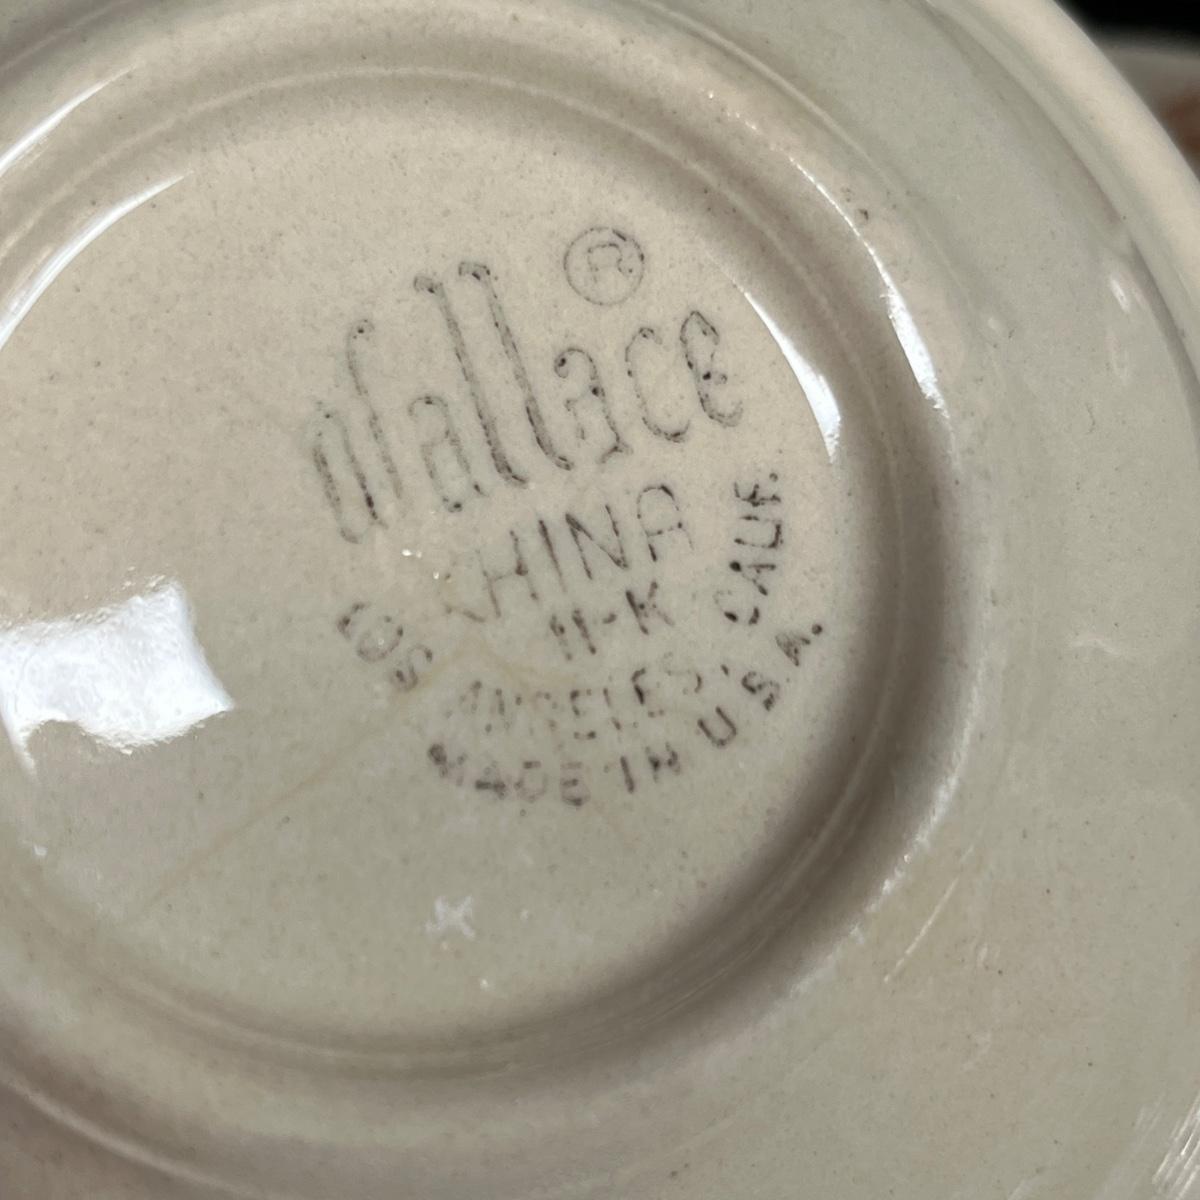 ®
Wallace
CHINA
11-K
LOS ANGELES, CALIF.
MADE IN U.S.A.